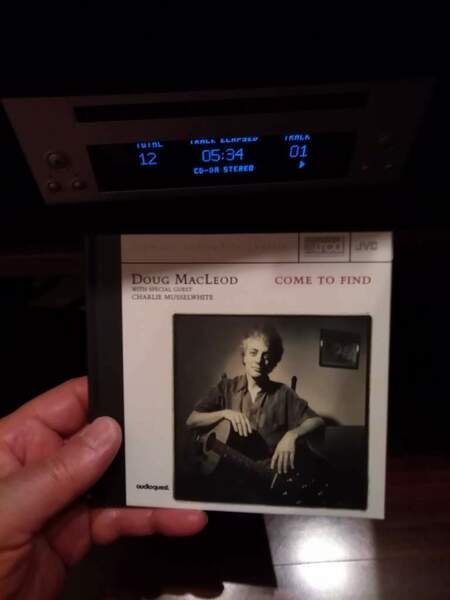 TOTAL TRACK ELAPSED TRACK
12 05:34 01
CD-DA STEREO
xrcd JVC
DOUG MACLEOD COME TO FIND
WITH SPECIAL GUEST
CHARLIE MUSSELWHITE
audioquest.